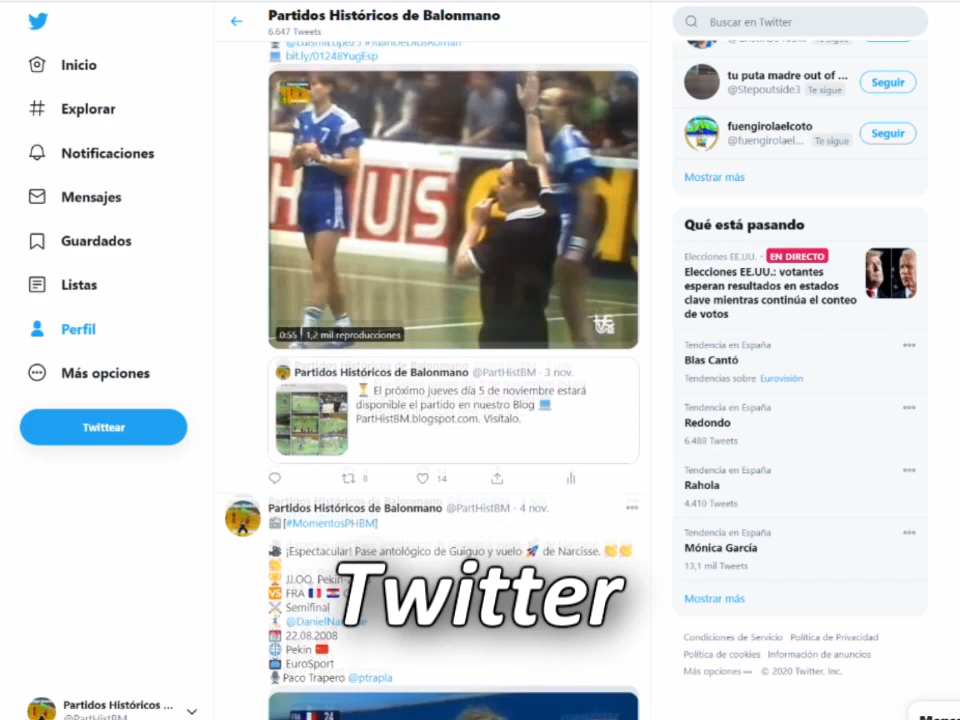 Inicio
Explorar
Notificaciones
Mensajes
Guardados
Listas
Perfil
Más opciones
Twittear
Partidos Históricos ...
@PartHistBM
Partidos Históricos de Balonmano
6.647 Tweets
bit.ly/01248YugEsp
7
US
0:55 1,2 mil reproducciones
Partidos Históricos de Balonmano @PartHistBM · 3 nov.
El próximo jueves día 5 de noviembre estará
disponible el partido en nuestro Blog
PartHistBM.blogspot.com. Visítalo.
8 14
Partidos Históricos de Balonmano @PartHistBM · 4 nov.
[#MomentosPHBM]
¡Espectacular! Pase antológico de Guiguo y vuelo de Narcisse.
JJ.OO. Pekin
FRA
Semifinal
22.08.2008
Pekin
EuroSport
Paco Trapero @ptrapla
24
Twitter
Buscar en Twitter
Te sigue
tu puta madre out of ...
@Stepoutside3 Te sigue
Seguir
fuengirolaelcoto
@fuengirolael... Te sigue
Seguir
Mostrar más
Qué está pasando
Elecciones EE.UU. · EN DIRECTO
Elecciones EE.UU.: votantes
esperan resultados en estados
clave mientras continúa el conteo
de votos
Tendencia en España
Blas Cantó
Tendencias sobre Eurovisión
Tendencia en España
Redondo
6.488 Tweets
Tendencia en España
Rahola
4.410 Tweets
Tendencia en España
Mónica García
13,1 mil Tweets
Mostrar más
Condiciones de Servicio Política de Privacidad
Política de cookies Información de anuncios
Más opciones ••• © 2020 Twitter, Inc.